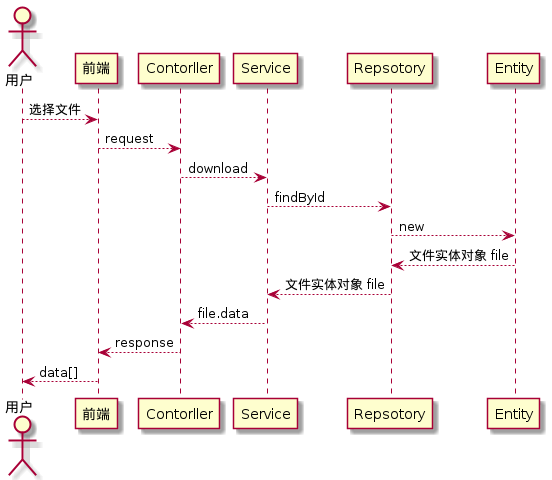 用户
前端
Contorller
Service
Repsotory
Entity
选择文件
request
download
findById
new
文件实体对象 file
文件实体对象 file
file.data
response
data[]
用户
前端
Contorller
Service
Repsotory
Entity